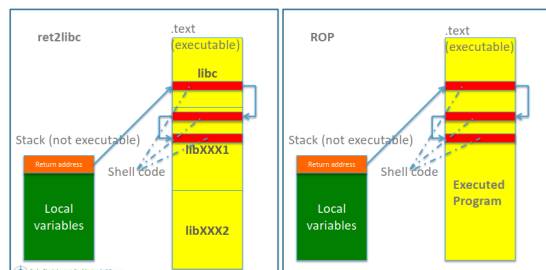 ret2libc
.text
(executable)
libc
Stack (not executable)
Return address
libXXX1
Shell code
Local
variables
libXXX2
ROP
.text
(executable)
Stack (not executable)
Return address
Shell code
Executed
Program
Local
variables